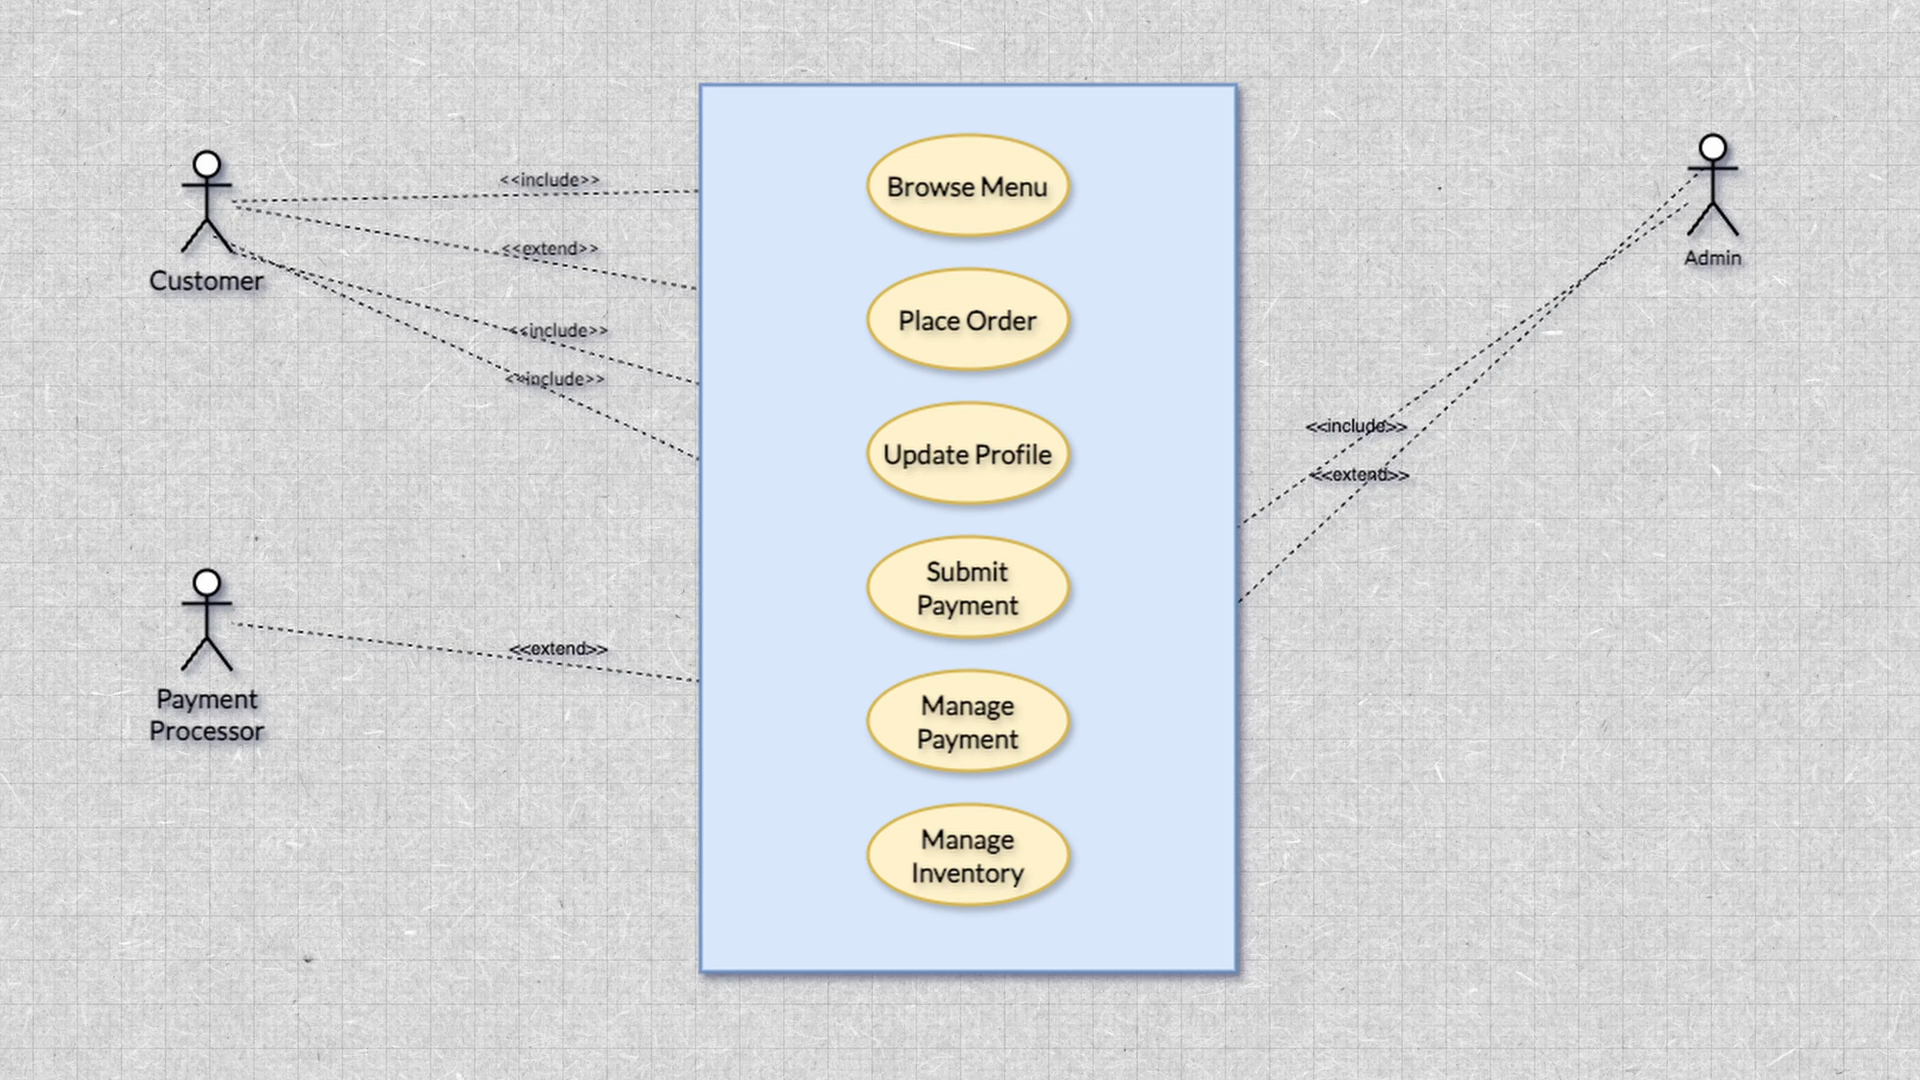 <<include>>
<<extend>>
<<include>>
<<include>>
Customer
<<extend>>
Payment
Processor
Browse Menu
Place Order
Update Profile
Submit
Payment
Manage
Payment
Manage
Inventory
Admin
<<include>>
<<extend>>